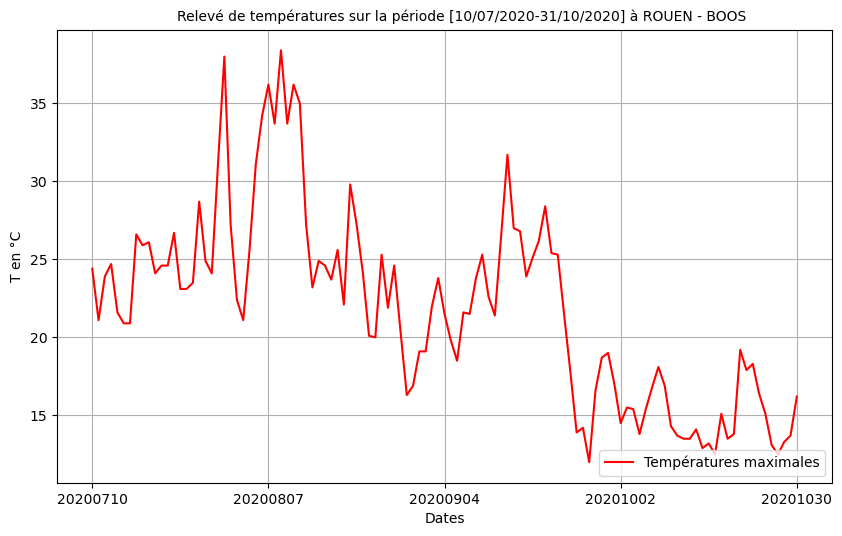 Relevé de températures sur la période [10/07/2020-31/10/2020] à ROUEN - BOOS
T en °C
35
30
25
20
15
Températures maximales
20200710 20200807 20200904 20201002 20201030
Dates